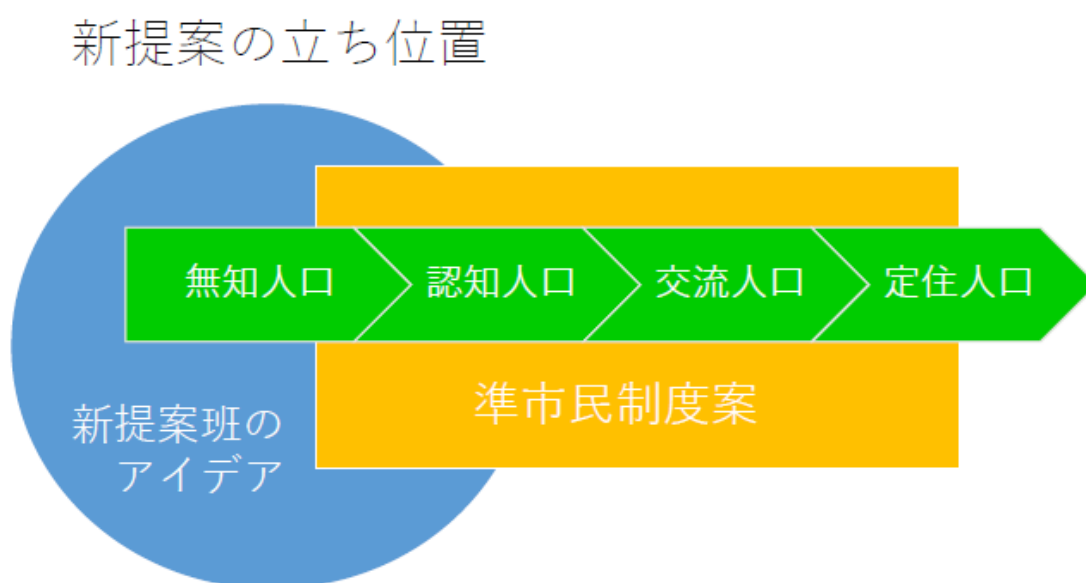 新提案の立ち位置
無知人口
認知人口
交流人口
定住人口
準市民制度案
新提案班の
アイデア